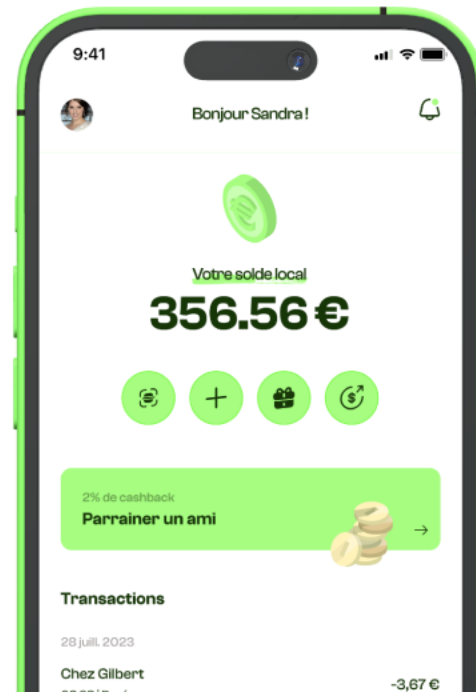 9:41
Bonjour Sandra !
Votre solde local
356.56 €
2% de cashback
Parrainer un ami
Transactions
28 juill. 2023
Chez Gilbert
-3,67 €